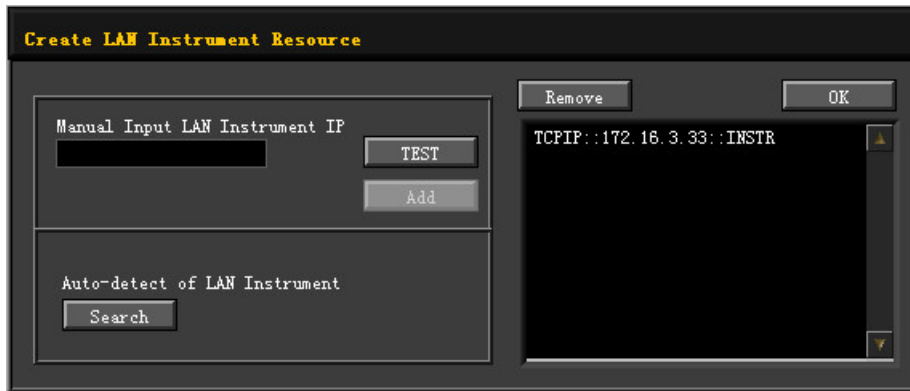 Create LAN Instrument Resource
Manual Input LAN Instrument IP
TEST
Add
Auto-detect of LAN Instrument
Search
Remove
OK
TCPIP::172.16.3.33::INSTR